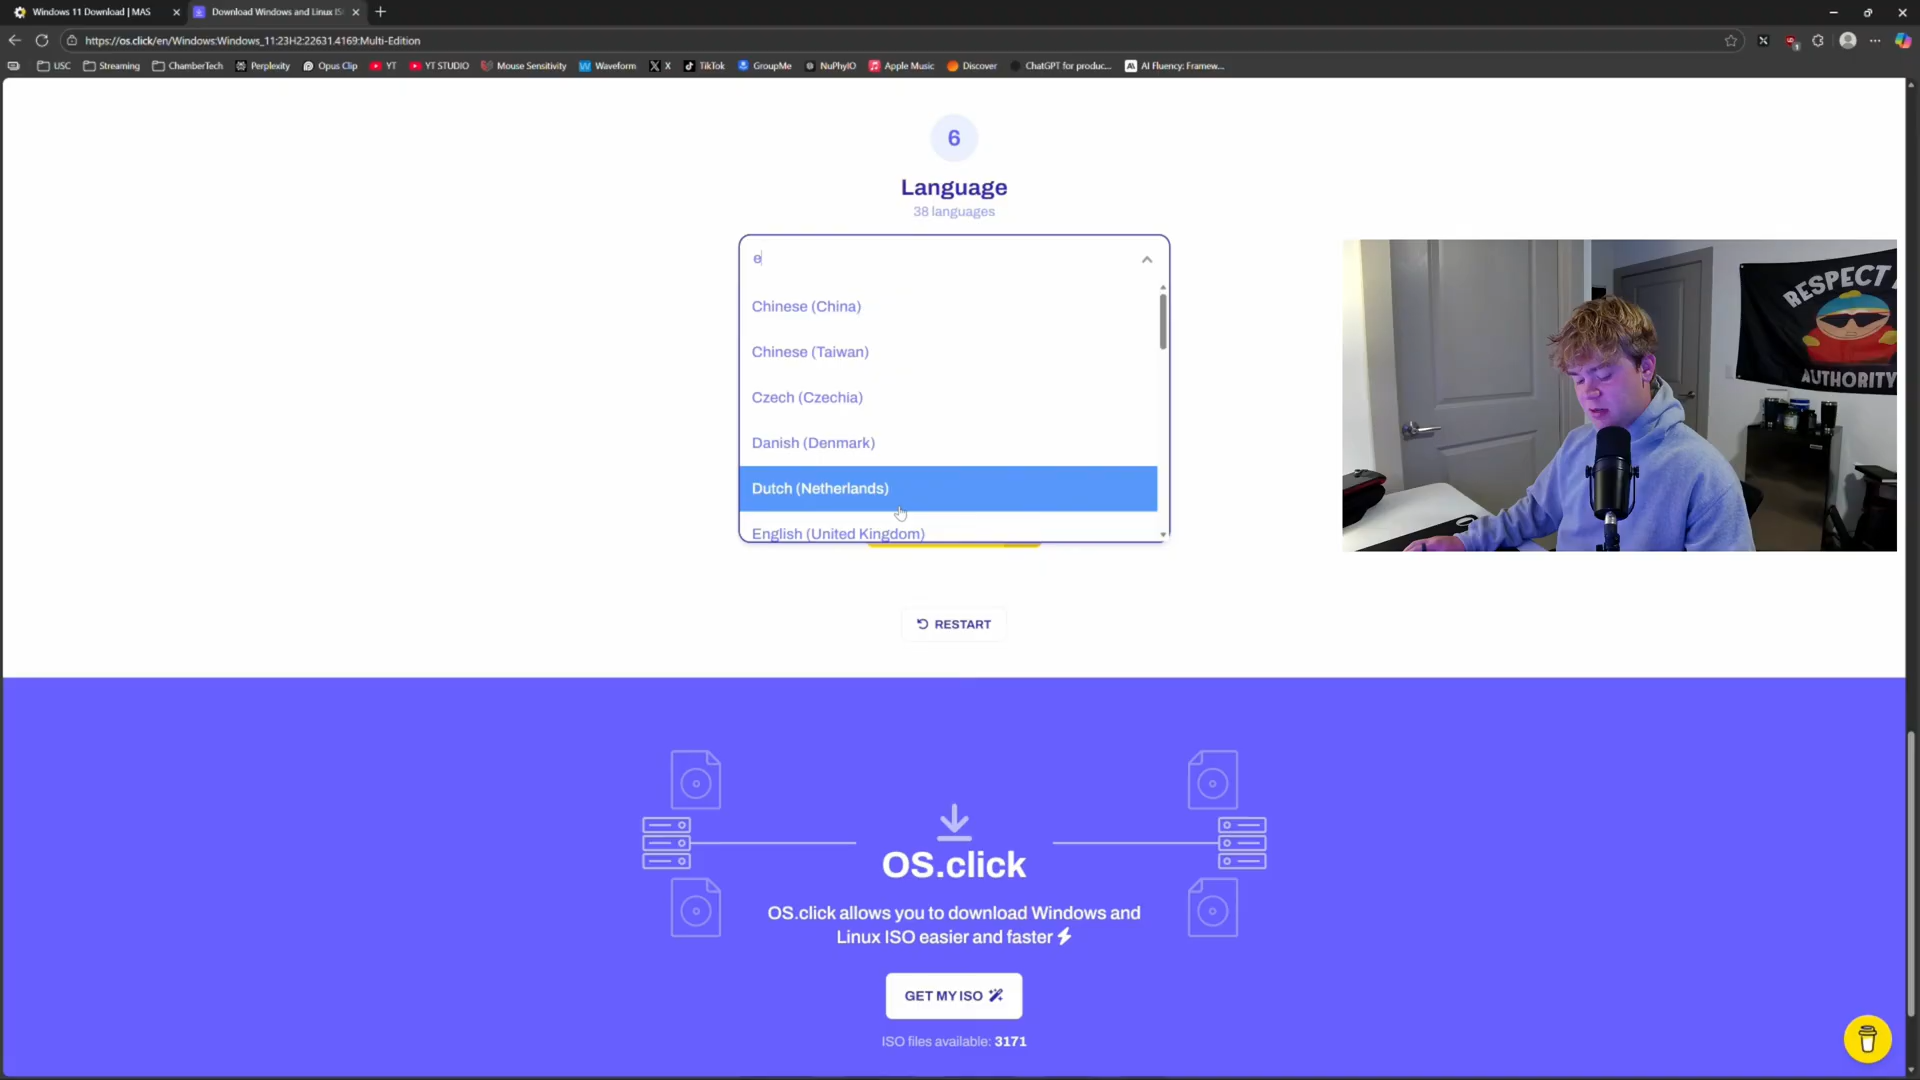 Windows 11 Download | MAS
Download Windows and Linux IS
https://os.click/en/Windows:Windows_11:23H2:22631.4169:Multi-Edition
USC
Streaming
ChamberTech
Perplexity
Opus Clip
YT
YT STUDIO
Mouse Sensitivity
Waveform
X
TikTok
GroupMe
NuPhyIO
Apple Music
Discover
ChatGPT for produc...
AI Fluency: Framew...
6
Language
38 languages
e
Chinese (China)
Chinese (Taiwan)
Czech (Czechia)
Danish (Denmark)
Dutch (Netherlands)
English (United Kingdom)
RESPECT
AUTHORITY
RESTART
OS.click
OS.click allows you to download Windows and
Linux ISO easier and faster
GET MY ISO
ISO files available: 3171